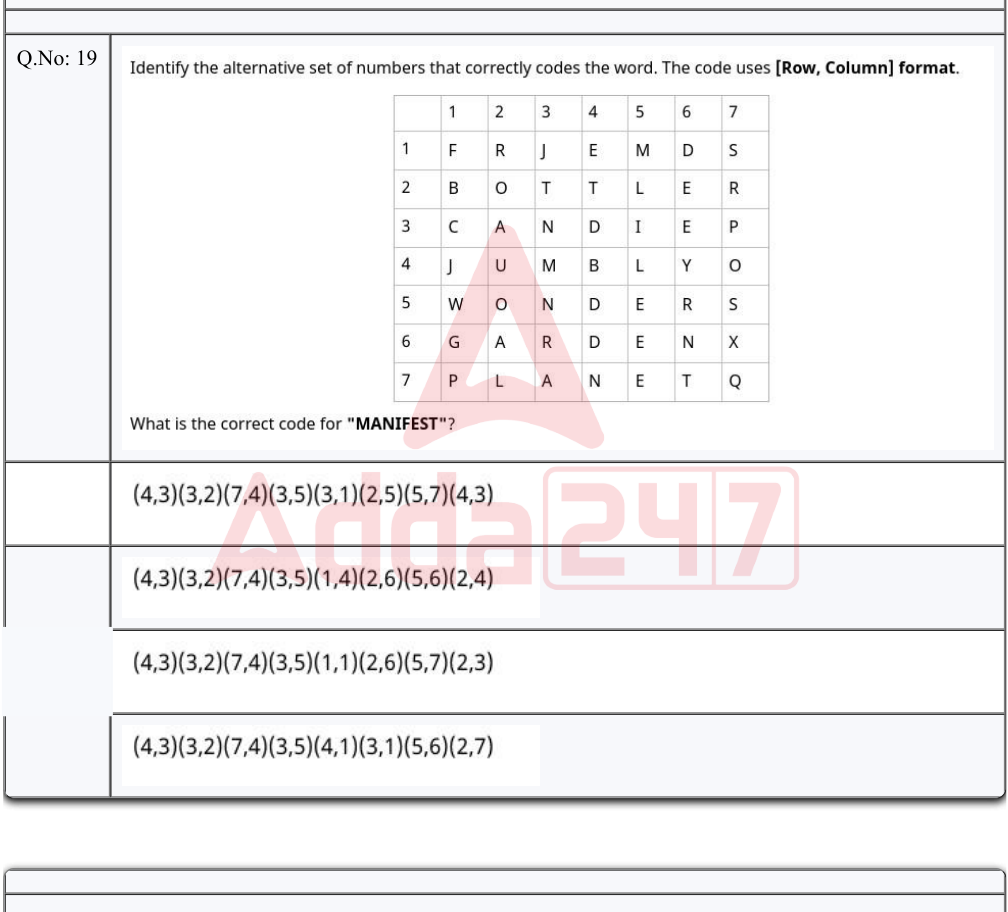 Q.No: 19
Identify the alternative set of numbers that correctly codes the word. The code uses [Row, Column] format.
1 2 3 4 5 6 7
1 F R J E M D S
2 B O T T L E R
3 C A N D I E P
4 J U M B L Y O
5 W O N D E R S
6 G A R D E N X
7 P L A N E T Q
What is the correct code for "MANIFEST"?
(4,3)(3,2)(7,4)(3,5)(3,1)(2,5)(5,7)(4,3)
Adda247
(4,3)(3,2)(7,4)(3,5)(1,4)(2,6)(5,6)(2,4)
(4,3)(3,2)(7,4)(3,5)(1,1)(2,6)(5,7)(2,3)
(4,3)(3,2)(7,4)(3,5)(4,1)(3,1)(5,6)(2,7)